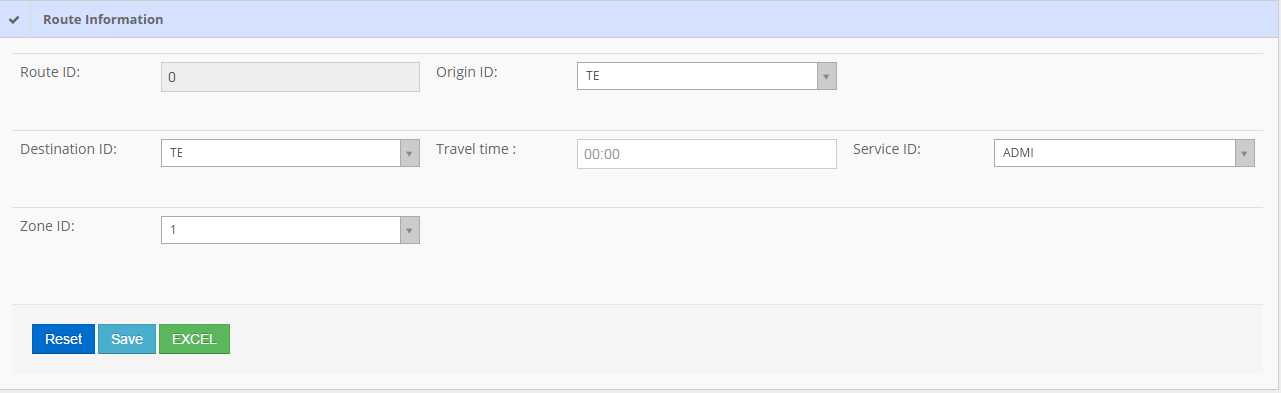 Route Information
Route ID: 0 Origin ID: TE
Destination ID: TE Travel time : 00:00 Service ID: ADMI
Zone ID: 1
Reset Save EXCEL